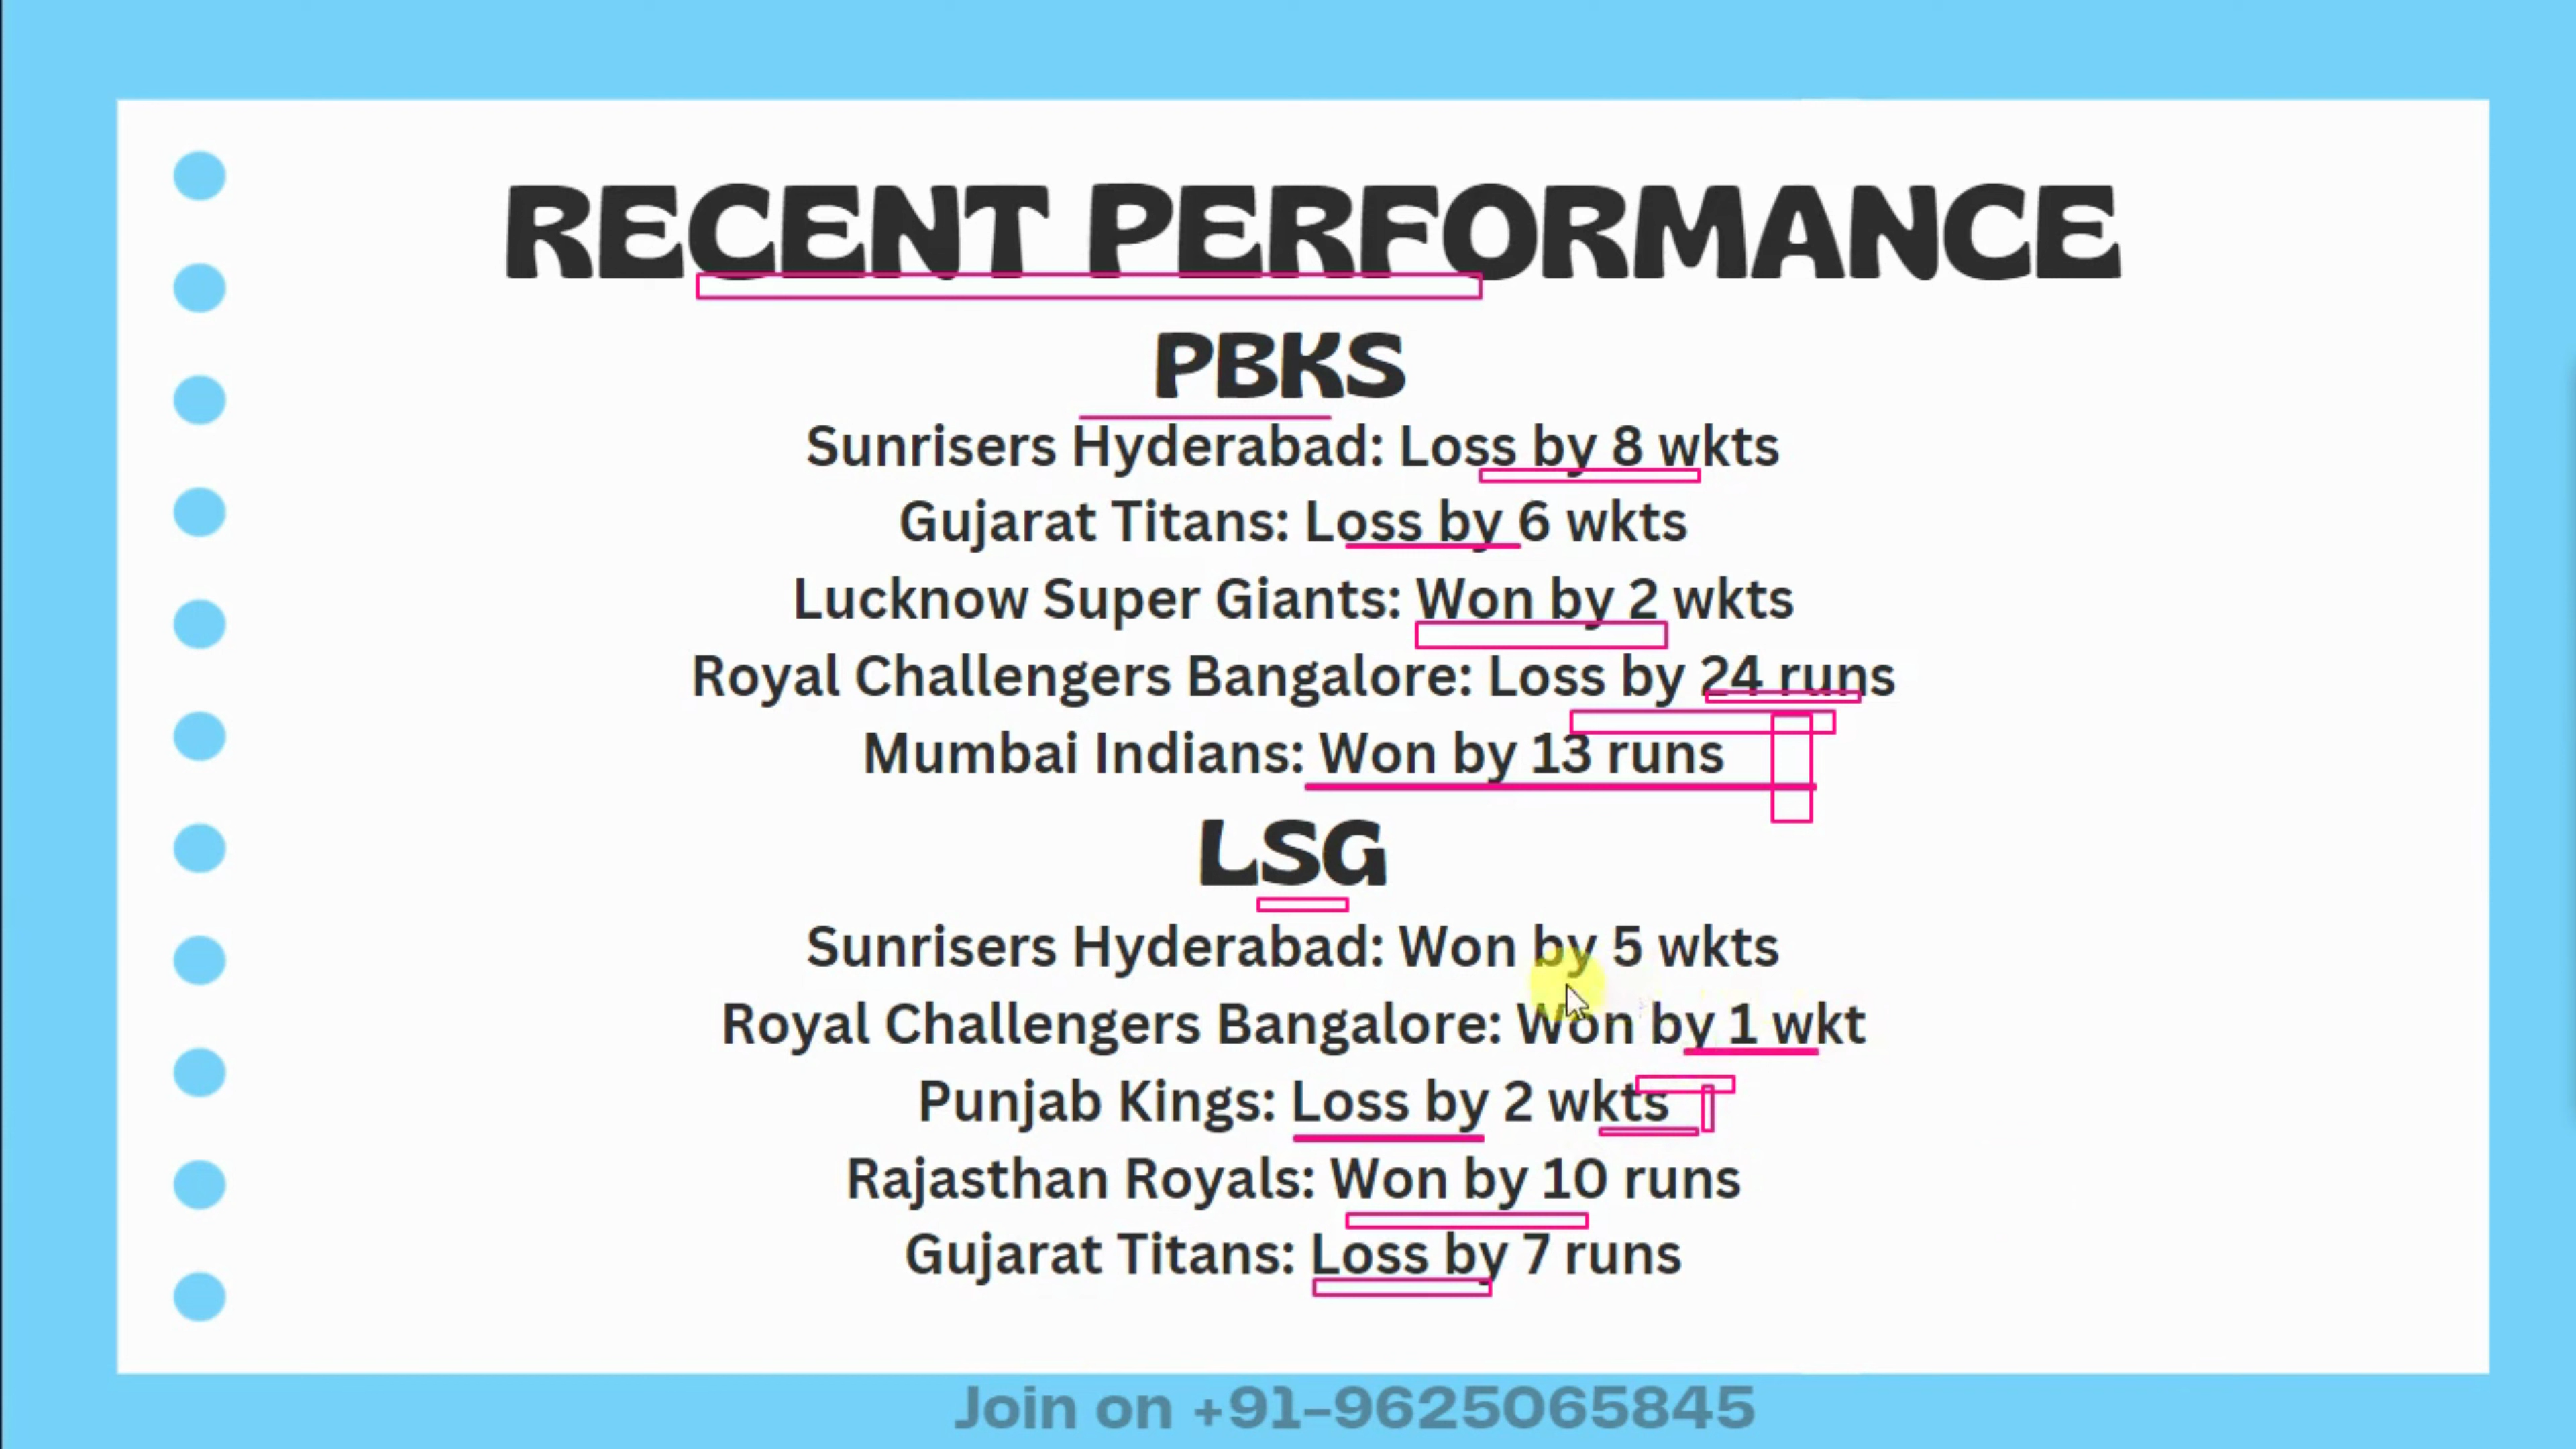 RECENT PERFORMANCE
PBKS
Sunrisers Hyderabad: Loss by 8 wkts
Gujarat Titans: Loss by 6 wkts
Lucknow Super Giants: Won by 2 wkts
Royal Challengers Bangalore: Loss by 24 runs
Mumbai Indians: Won by 13 runs
LSG
Sunrisers Hyderabad: Won by 5 wkts
Royal Challengers Bangalore: Won by 1 wkt
Punjab Kings: Loss by 2 wkts
Rajasthan Royals: Won by 10 runs
Gujarat Titans: Loss by 7 runs
Join on +91-9625065845